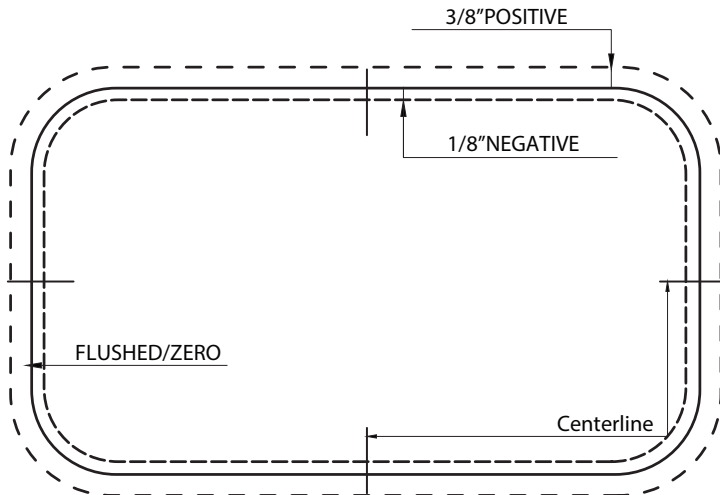 3/8”POSITIVE
1/8”NEGATIVE
FLUSHED/ZERO
Centerline